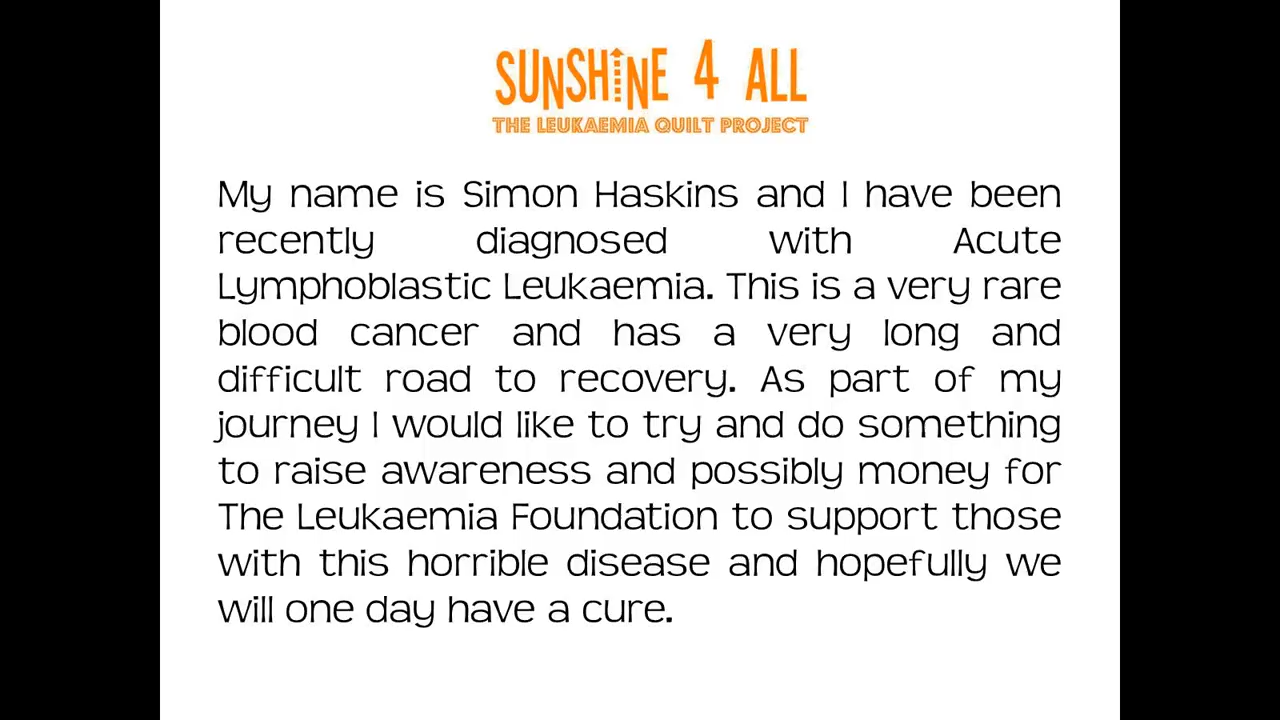 SUNSHINE 4 ALL
THE LEUKAEMIA QUILT PROJECT
My name is Simon Haskins and I have been
recently diagnosed with Acute
Lymphoblastic Leukaemia. This is a very rare
blood cancer and has a very long and
difficult road to recovery. As part of my
journey I would like to try and do something
to raise awareness and possibly money for
The Leukaemia Foundation to support those
with this horrible disease and hopefully we
will one day have a cure.